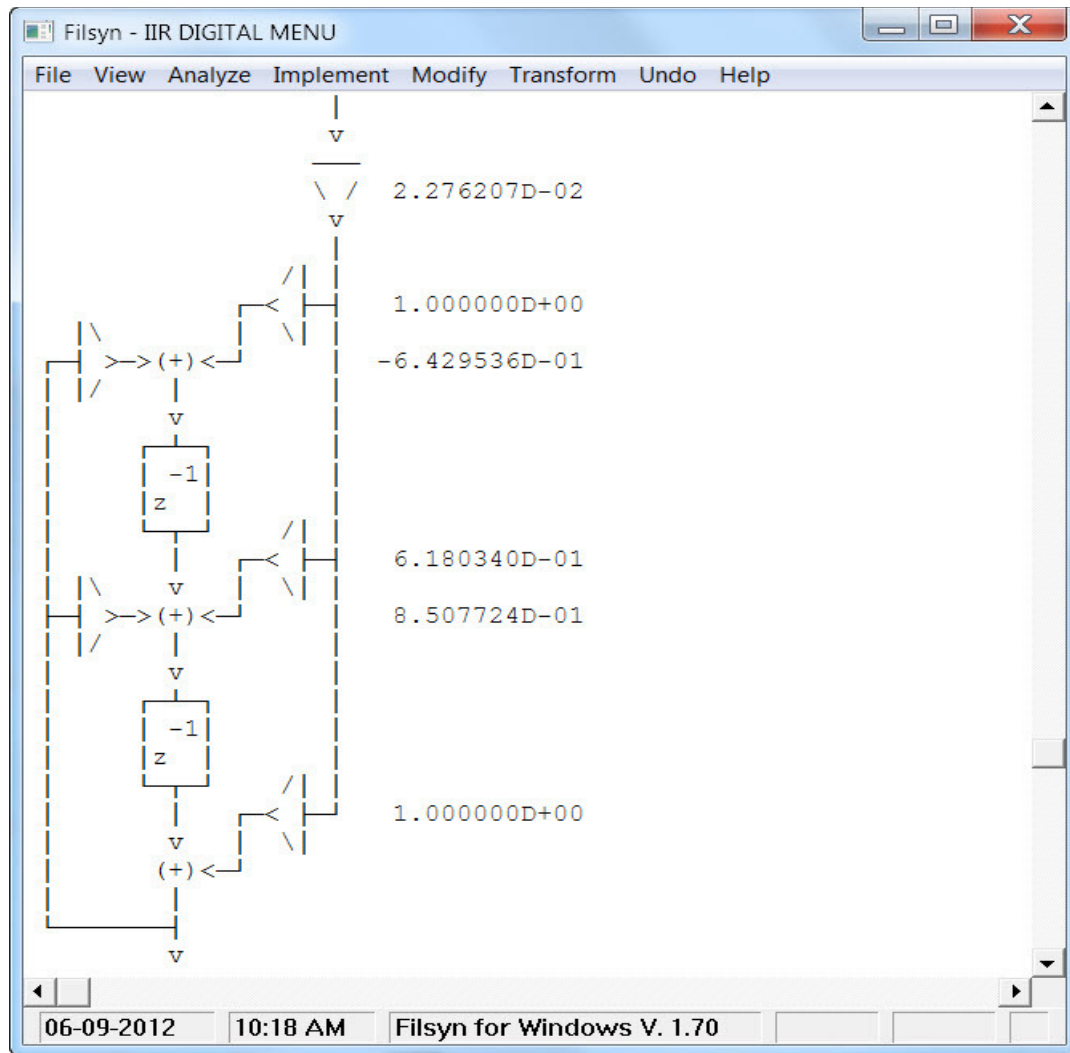 Filsyn - IIR DIGITAL MENU
File View Analyze Implement Modify Transform Undo Help
v
\ / 2.276207D-02
v
/|
< 1.000000D+00
|\ \|
>->(+)< -6.429536D-01
|/
v
-1
z
/|
< 6.180340D-01
|\ v \|
>->(+)< 8.507724D-01
|/
v
-1
z
/|
< 1.000000D+00
v \|
(+)<
v
06-09-2012 10:18 AM Filsyn for Windows V. 1.70